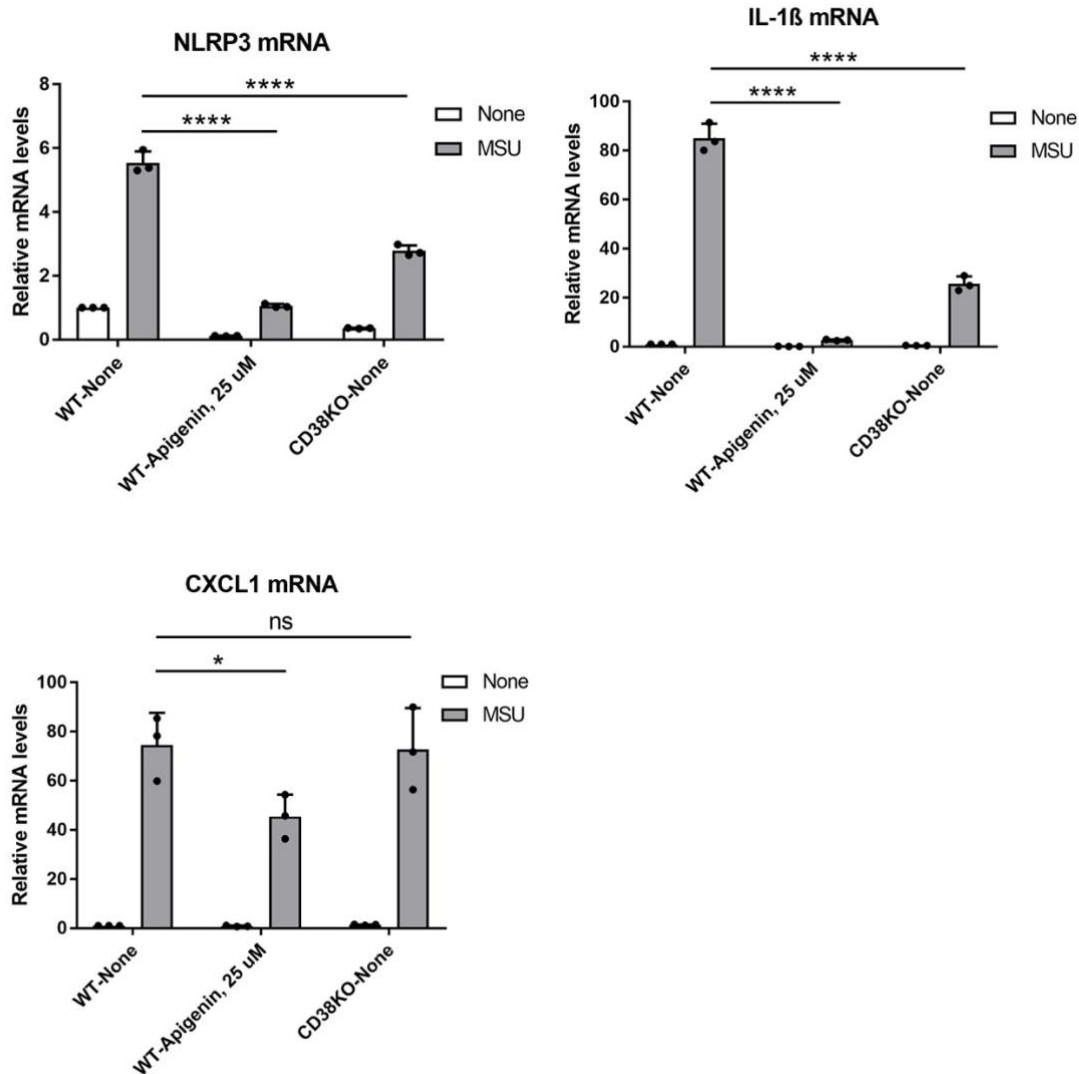 NLRP3 mRNA
****
****
8
6
4
2
0
Relative mRNA levels
None
MSU
WT-None
WT-Apigenin, 25 uM
CD38KO-None
IL-1ß mRNA
****
****
100
80
60
40
20
0
Relative mRNA levels
None
MSU
WT-None
WT-Apigenin, 25 uM
CD38KO-None
CXCL1 mRNA
ns
*
100
80
60
40
20
0
Relative mRNA levels
None
MSU
WT-None
WT-Apigenin, 25 uM
CD38KO-None